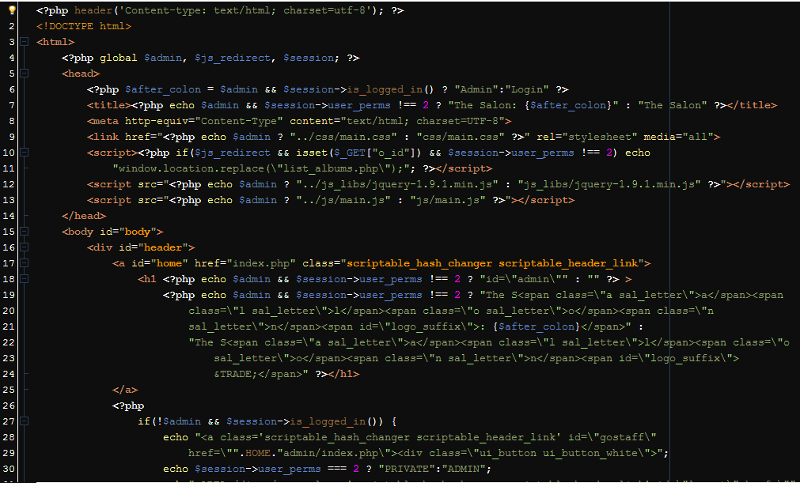 1 <?php header('Content-type: text/html; charset=utf-8'); ?>
2 <!DOCTYPE html>
3 <html>
4 <?php global $admin, $js_redirect, $session; ?>
5 <head>
6 <?php $after_colon = $admin && $session->is_logged_in() ? "Admin":"Login" ?>
7 <title><?php echo $admin && $session->user_perms !== 2 ? "The Salon: {$after_colon}" : "The Salon" ?></title>
8 <meta http-equiv="Content-Type" content="text/html; charset=UTF-8">
9 <link href="<?php echo $admin ? "../css/main.css" : "css/main.css" ?>" rel="stylesheet" media="all">
10 <script><?php if($js_redirect && isset($_GET["o_id"]) && $session->user_perms !== 2) echo
11 "window.location.replace(\"list_albums.php\");"; ?></script>
12 <script src="<?php echo $admin ? "../js_libs/jquery-1.9.1.min.js" : "js_libs/jquery-1.9.1.min.js" ?>"></script>
13 <script src="<?php echo $admin ? "../js/main.js" : "js/main.js" ?>"></script>
14 </head>
15 <body id="body">
16 <div id="header">
17 <a id="home" href="index.php" class="scriptable_hash_changer scriptable_header_link">
18 <h1 <?php echo $admin && $session->user_perms !== 2 ? "id=\"admin\"" : "" ?> >
19 <?php echo $admin && $session->user_perms !== 2 ? "The S<span class=\"a sal_letter\">a</span><span
20 class=\"l sal_letter\">l</span><span class=\"o sal_letter\">o</span><span class=\"n
21 sal_letter\">n</span><span id=\"logo_suffix\">: {$after_colon}</span>" :
22 "The S<span class=\"a sal_letter\">a</span><span class=\"l sal_letter\">l</span><span class=\"o
23 sal_letter\">o</span><span class=\"n sal_letter\">n</span><span id=\"logo_suffix\">
24 &TRADE;</span>" ?></h1>
25 </a>
26 <?php
27 if(!$admin && $session->is_logged_in()) {
28 echo "<a class='scriptable_hash_changer scriptable_header_link' id=\"gostaff\"
29 href=\"".HOME."admin/index.php\"><div class=\"ui_button ui_button_white\">";
30 echo $session->user_perms === 2 ? "PRIVATE":"ADMIN";